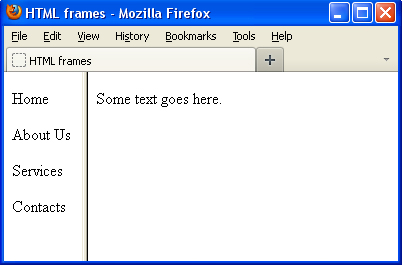 HTML frames - Mozilla Firefox
File Edit View History Bookmarks Tools Help
HTML frames
Home
Some text goes here.
About Us
Services
Contacts